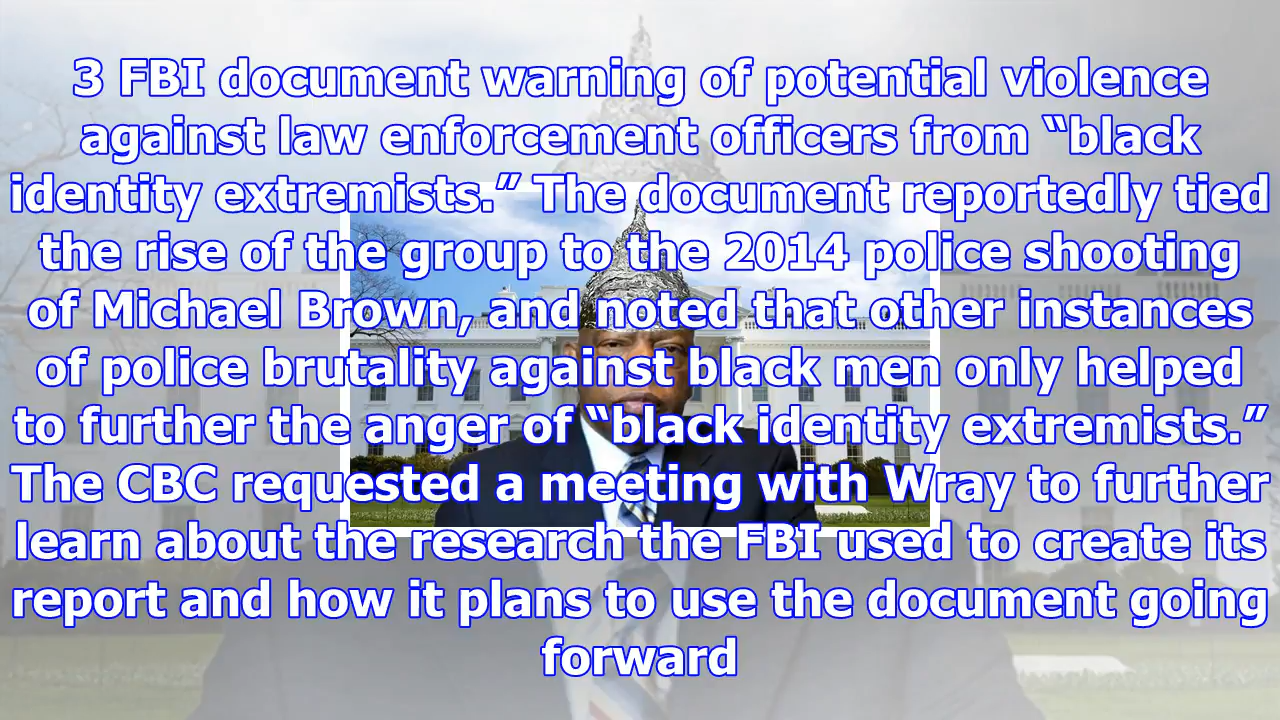 3 FBI document warning of potential violence
against law enforcement officers from “black
identity extremists.” The document reportedly tied
the rise of the group to the 2014 police shooting
of Michael Brown, and noted that other instances
of police brutality against black men only helped
to further the anger of “black identity extremists.”
The CBC requested a meeting with Wray to further
learn about the research the FBI used to create its
report and how it plans to use the document going
forward